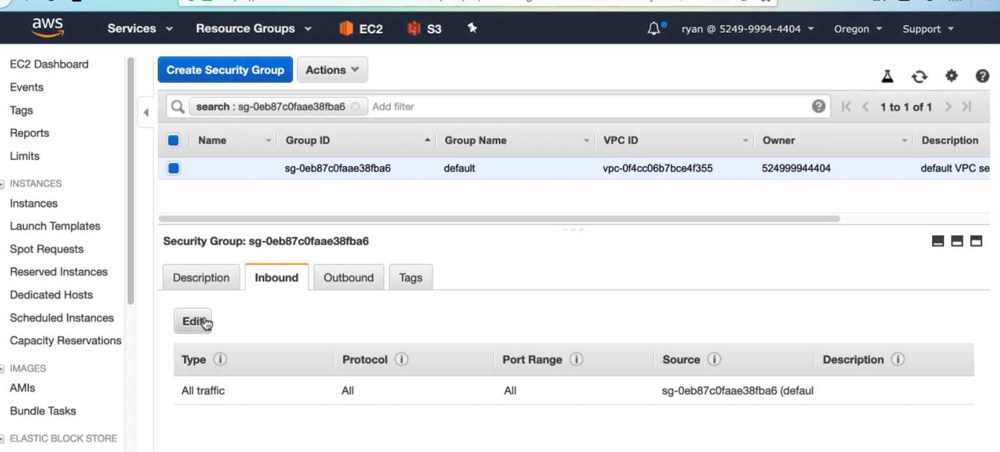 aws Services Resource Groups EC2 S3 ryan @ 5249-9994-4404 Oregon Support
EC2 Dashboard
Events
Tags
Reports
Limits
INSTANCES
Instances
Launch Templates
Spot Requests
Reserved Instances
Dedicated Hosts
Scheduled Instances
Capacity Reservations
IMAGES
AMIs
Bundle Tasks
ELASTIC BLOCK STORE
Create Security Group Actions
search : sg-0eb87c0faae38fba6 Add filter 1 to 1 of 1
Name Group ID Group Name VPC ID Owner Description
sg-0eb87c0faae38fba6 default vpc-0f4cc06b7bce4f355 524999944404 default VPC se
Security Group: sg-0eb87c0faae38fba6
Description Inbound Outbound Tags
Edit
Type Protocol Port Range Source Description
All traffic All All sg-0eb87c0faae38fba6 (defaul